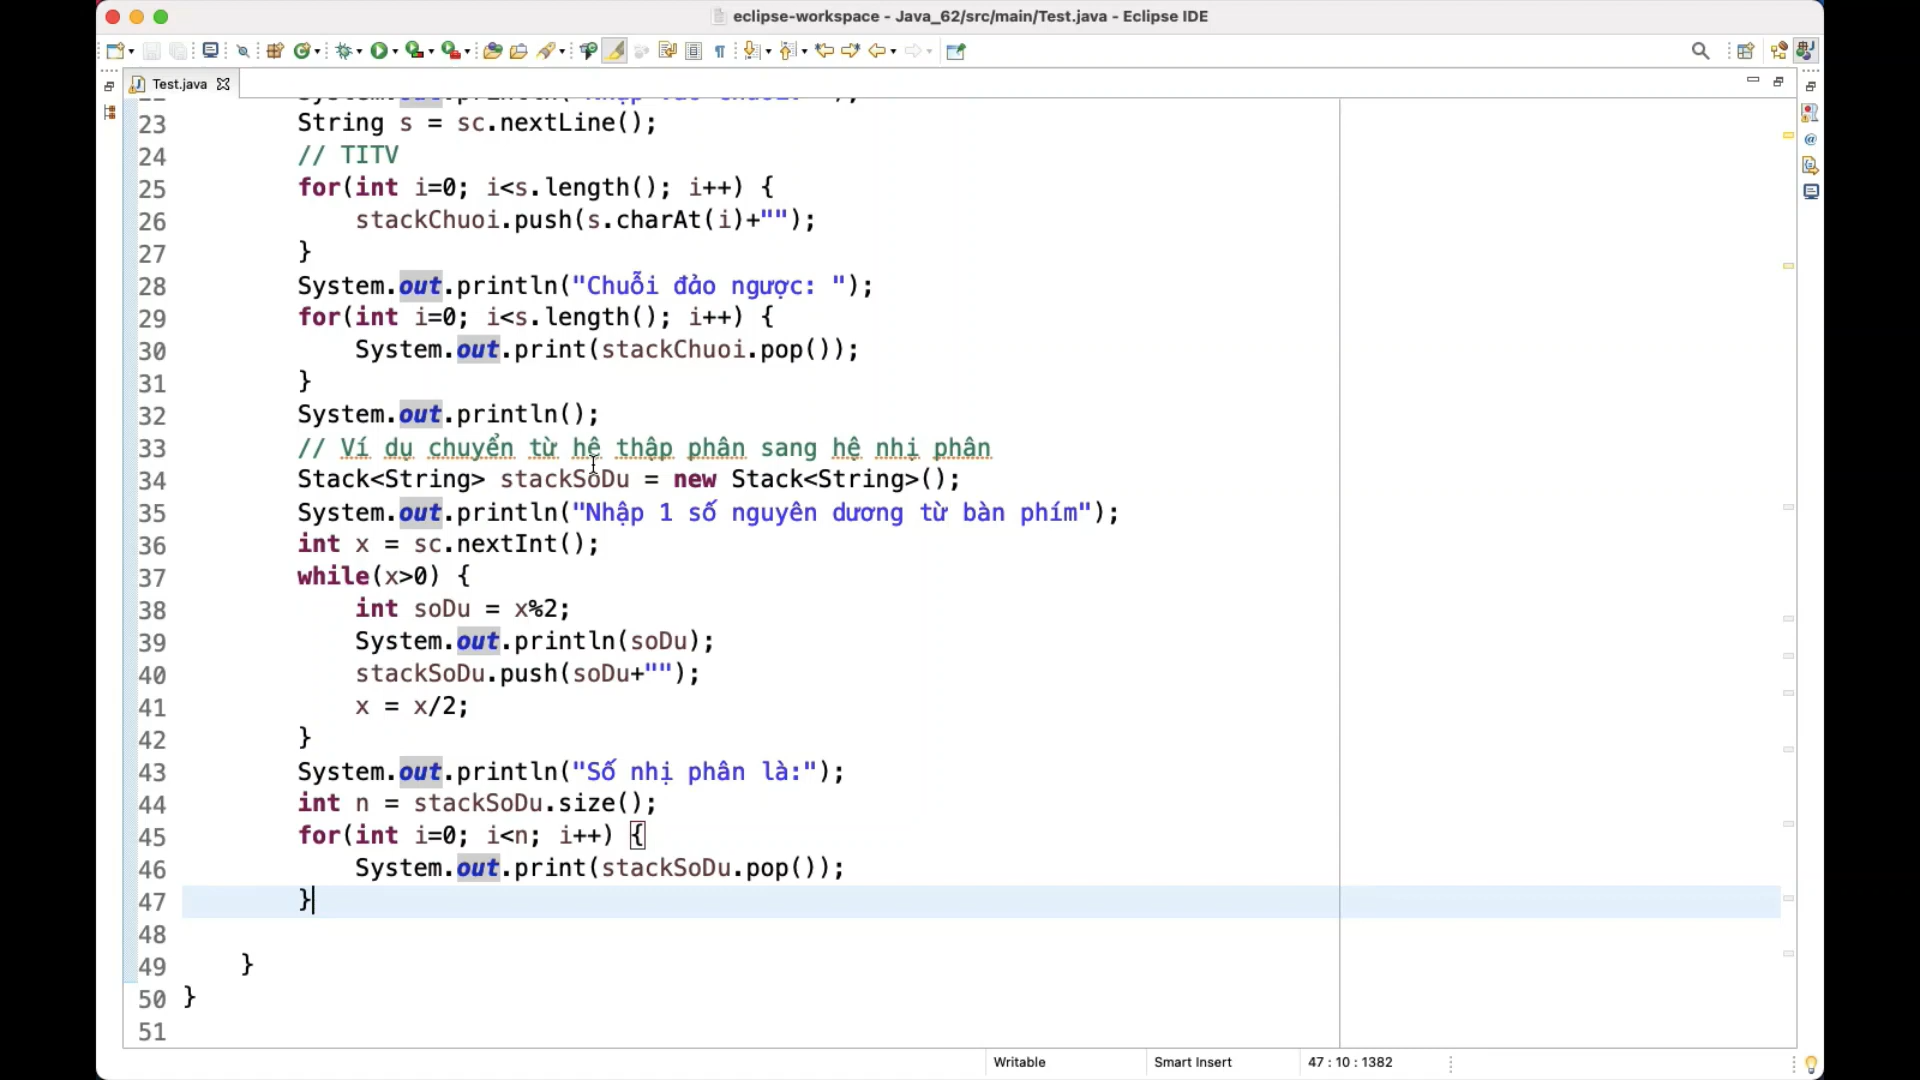 eclipse-workspace - Java_62/src/main/Test.java - Eclipse IDE
Test.java
23 String s = sc.nextLine();
24 // TITV
25 for(int i=0; i<s.length(); i++) {
26 stackChuoi.push(s.charAt(i)+"");
27 }
28 System.out.println("Chuỗi đảo ngược: ");
29 for(int i=0; i<s.length(); i++) {
30 System.out.print(stackChuoi.pop());
31 }
32 System.out.println();
33 // Ví dụ chuyển từ hệ thập phân sang hệ nhị phân
34 Stack<String> stackSoDu = new Stack<String>();
35 System.out.println("Nhập 1 số nguyên dương từ bàn phím");
36 int x = sc.nextInt();
37 while(x>0) {
38 int soDu = x%2;
39 System.out.println(soDu);
40 stackSoDu.push(soDu+"");
41 x = x/2;
42 }
43 System.out.println("Số nhị phân là:");
44 int n = stackSoDu.size();
45 for(int i=0; i<n; i++) {
46 System.out.print(stackSoDu.pop());
47 }
48
49 }
50 }
51
Writable Smart Insert 47 : 10 : 1382